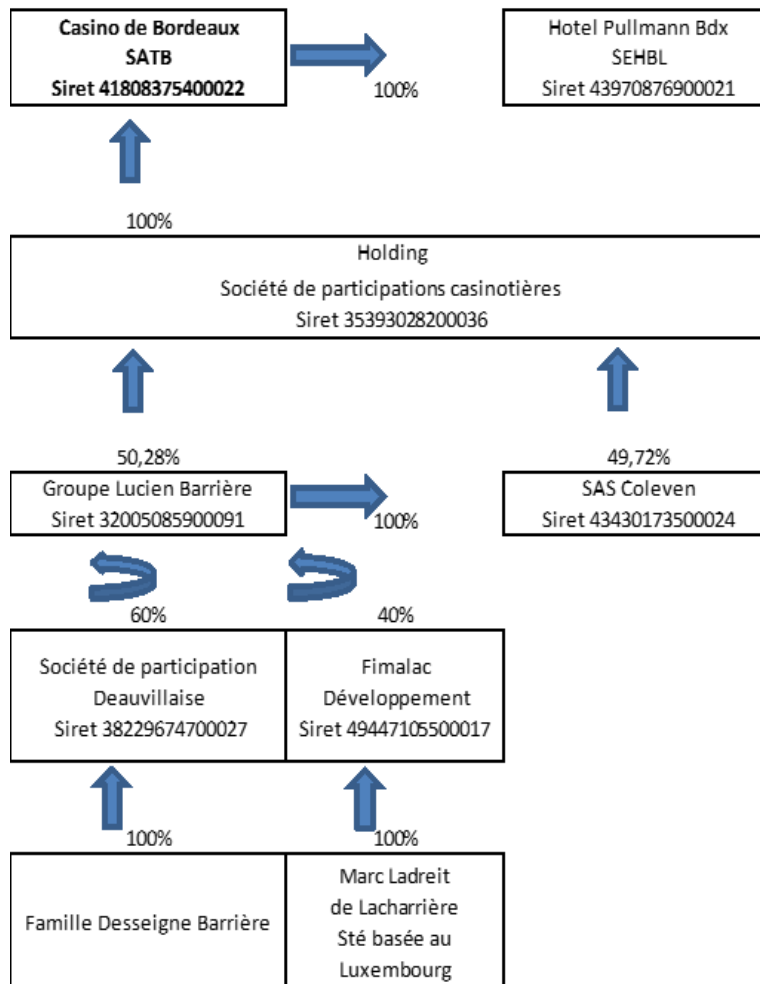 Casino de Bordeaux
SATB
Siret 41808375400022
100%
Hotel Pullmann Bdx
SEHBL
Siret 43970876900021
100%
Holding
Société de participations casinotières
Siret 35393028200036
50,28%
49,72%
Groupe Lucien Barrière
Siret 32005085900091
100%
SAS Coleven
Siret 43430173500024
60%
40%
Société de participation
Deauvillaise
Siret 38229674700027
Fimalac
Développement
Siret 49447105500017
100%
100%
Famille Desseigne Barrière
Marc Ladreit
de Lacharrière
Sté basée au
Luxembourg